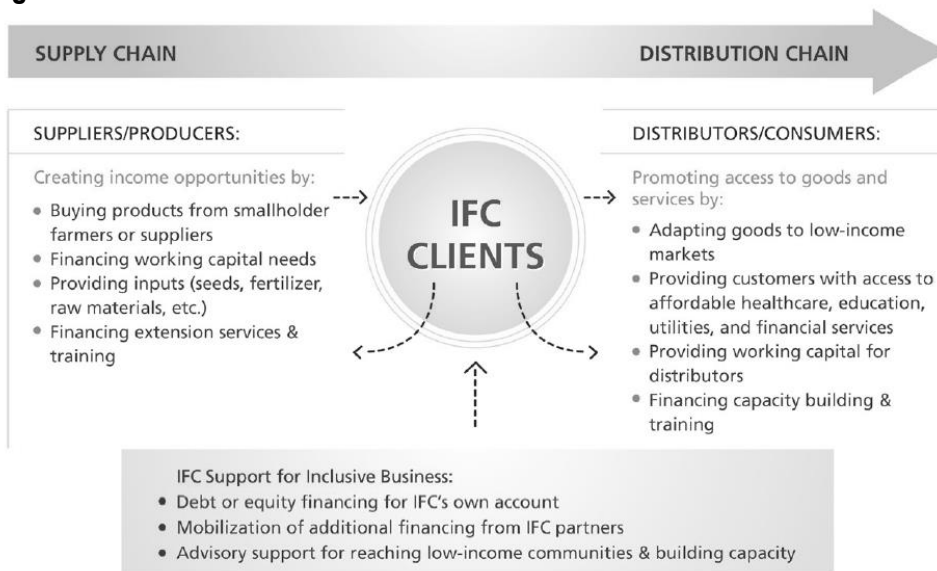 SUPPLY CHAIN
DISTRIBUTION CHAIN
SUPPLIERS/PRODUCERS:
Creating income opportunities by:
• Buying products from smallholder
farmers or suppliers
• Financing working capital needs
• Providing inputs (seeds, fertilizer,
raw materials, etc.)
• Financing extension services &
training
IFC
CLIENTS
DISTRIBUTORS/CONSUMERS:
Promoting access to goods and
services by:
• Adapting goods to low-income
markets
• Providing customers with access to
affordable healthcare, education,
utilities, and financial services
• Providing working capital for
distributors
• Financing capacity building &
training
IFC Support for Inclusive Business:
• Debt or equity financing for IFC's own account
• Mobilization of additional financing from IFC partners
• Advisory support for reaching low-income communities & building capacity